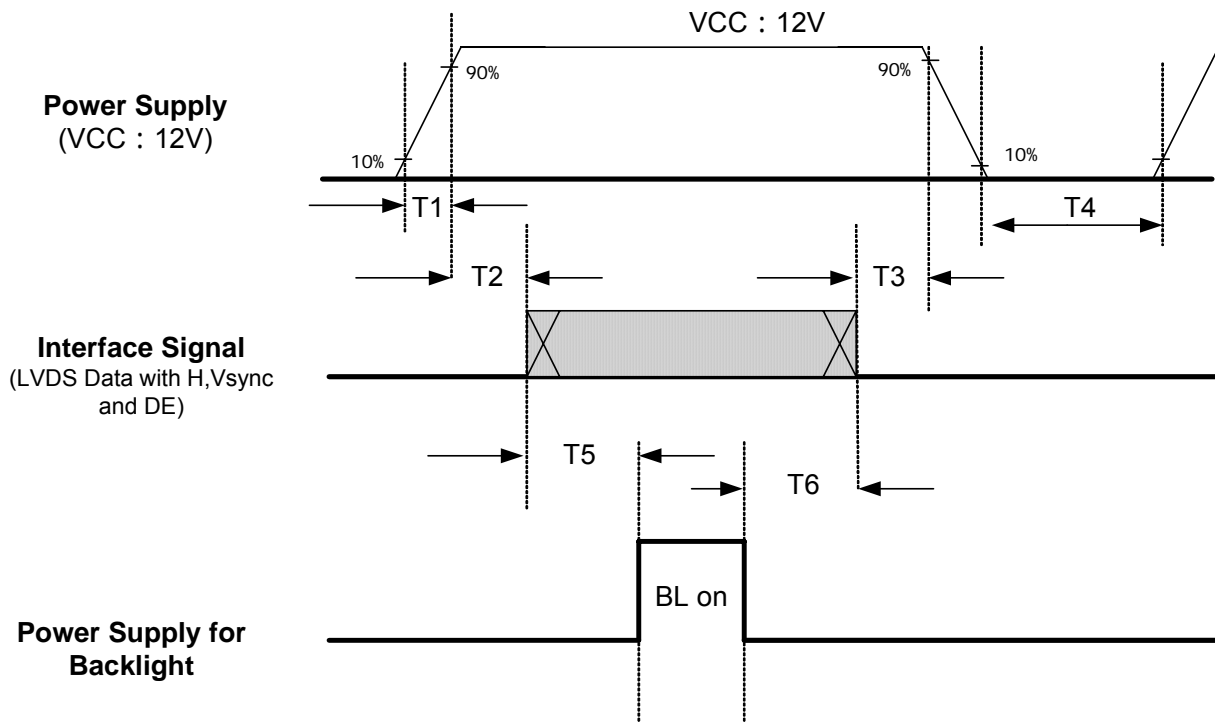 VCC : 12V
90%
90%
Power Supply
(VCC : 12V)
10%
10%
T1
T4
T2
T3
Interface Signal
(LVDS Data with H,Vsync
and DE)
T5
T6
BL on
Power Supply for
Backlight